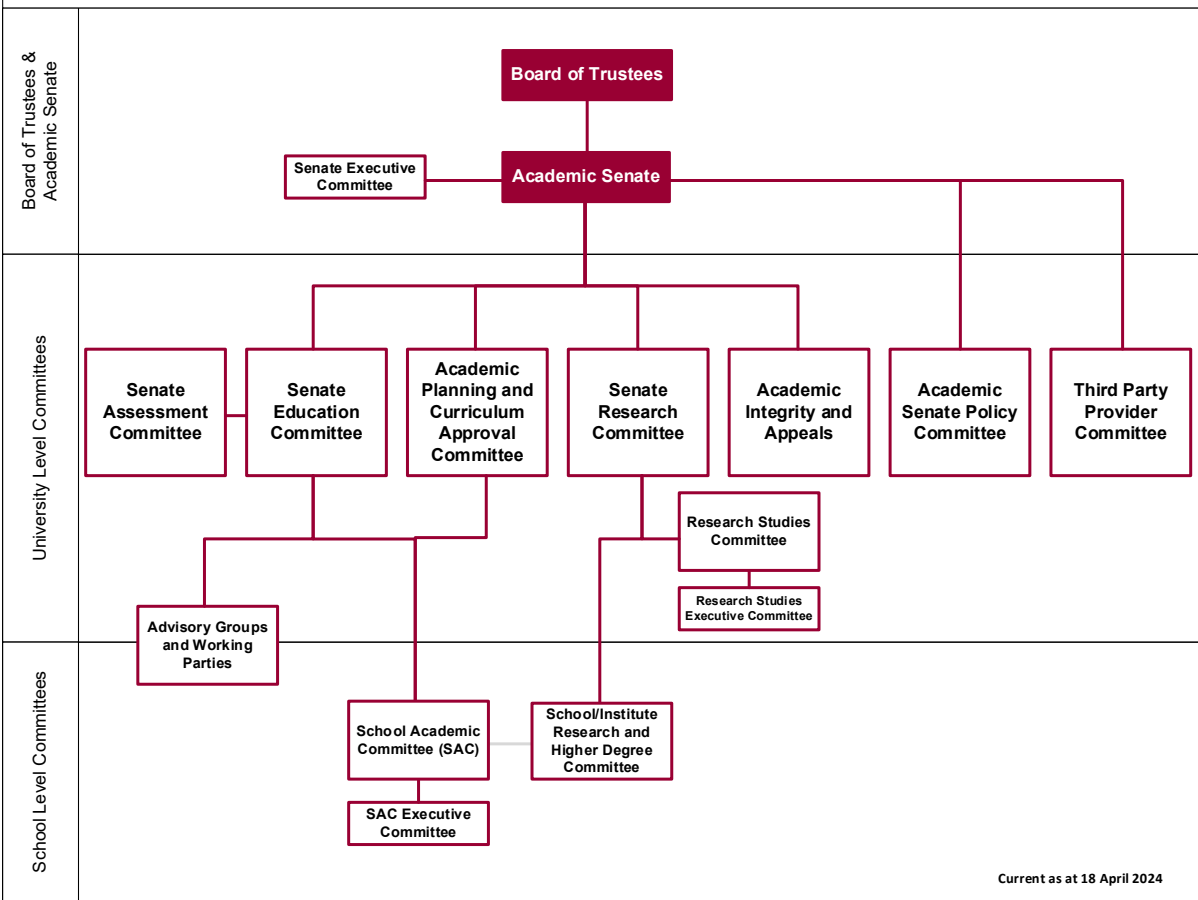 Board of Trustees &
Academic Senate
Board of Trustees
Senate Executive
Committee
Academic Senate
University Level Committees
Senate
Assessment
Committee
Senate
Education
Committee
Academic
Planning and
Curriculum
Approval
Committee
Senate
Research
Committee
Academic
Integrity and
Appeals
Academic
Senate Policy
Committee
Third Party
Provider
Committee
Research Studies
Committee
Research Studies
Executive Committee
Advisory Groups
and Working
Parties
School Level Committees
School Academic
Committee (SAC)
School/Institute
Research and
Higher Degree
Committee
SAC Executive
Committee
Current as at 18 April 2024